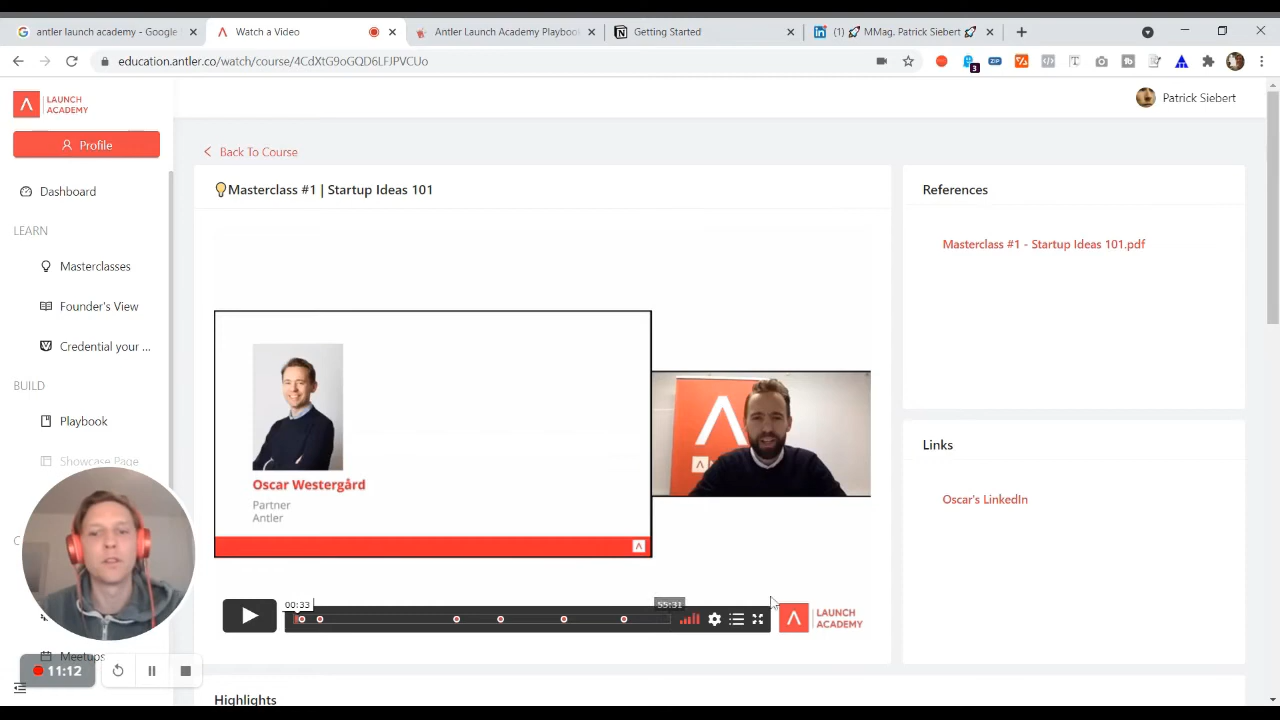 antler launch academy - Google
Watch a Video
Antler Launch Academy Playboo
Getting Started
(1) 🚀 MMag. Patrick Siebert 🚀
education.antler.co/watch/course/4CdXtG9oGQD6LFJPVCUo
3
ZIP
LAUNCH
ACADEMY
Patrick Siebert
Profile
Dashboard
LEARN
Masterclasses
Founder's View
Credential your ...
BUILD
Playbook
Showcase Page
Meetups
11:12
Back To Course
💡Masterclass #1 | Startup Ideas 101
Oscar Westergård
Partner
Antler
00:33
55:31
LAUNCH
ACADEMY
Highlights
References
Masterclass #1 - Startup Ideas 101.pdf
Links
Oscar's LinkedIn